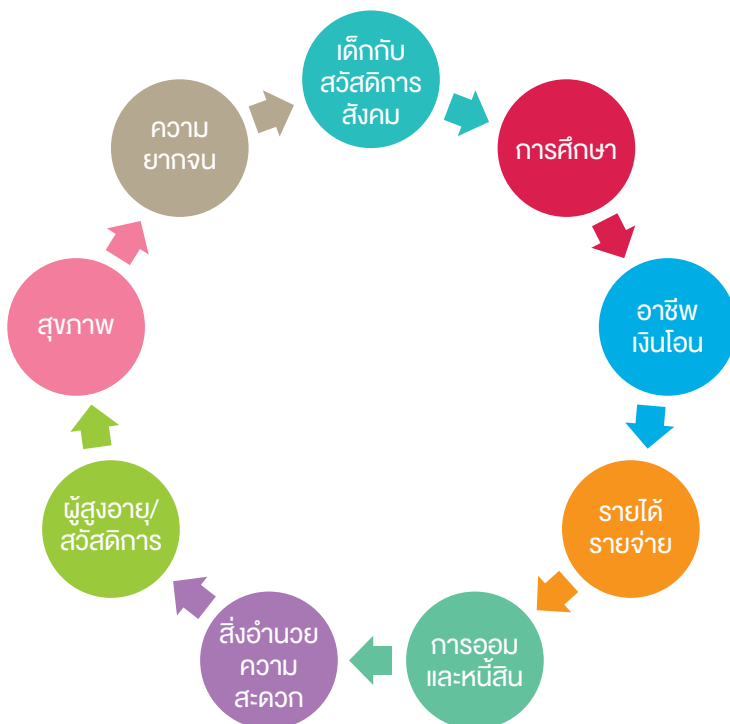 เด็กกับ
สวัสดิการ
สังคม
การศึกษา
อาชีพ
เงินโอน
รายได้
รายจ่าย
การออม
และหนี้สิน
สิ่งอำนวย
ความ
สะดวก
ผู้สูงอายุ/
สวัสดิการ
สุขภาพ
ความ
ยากจน